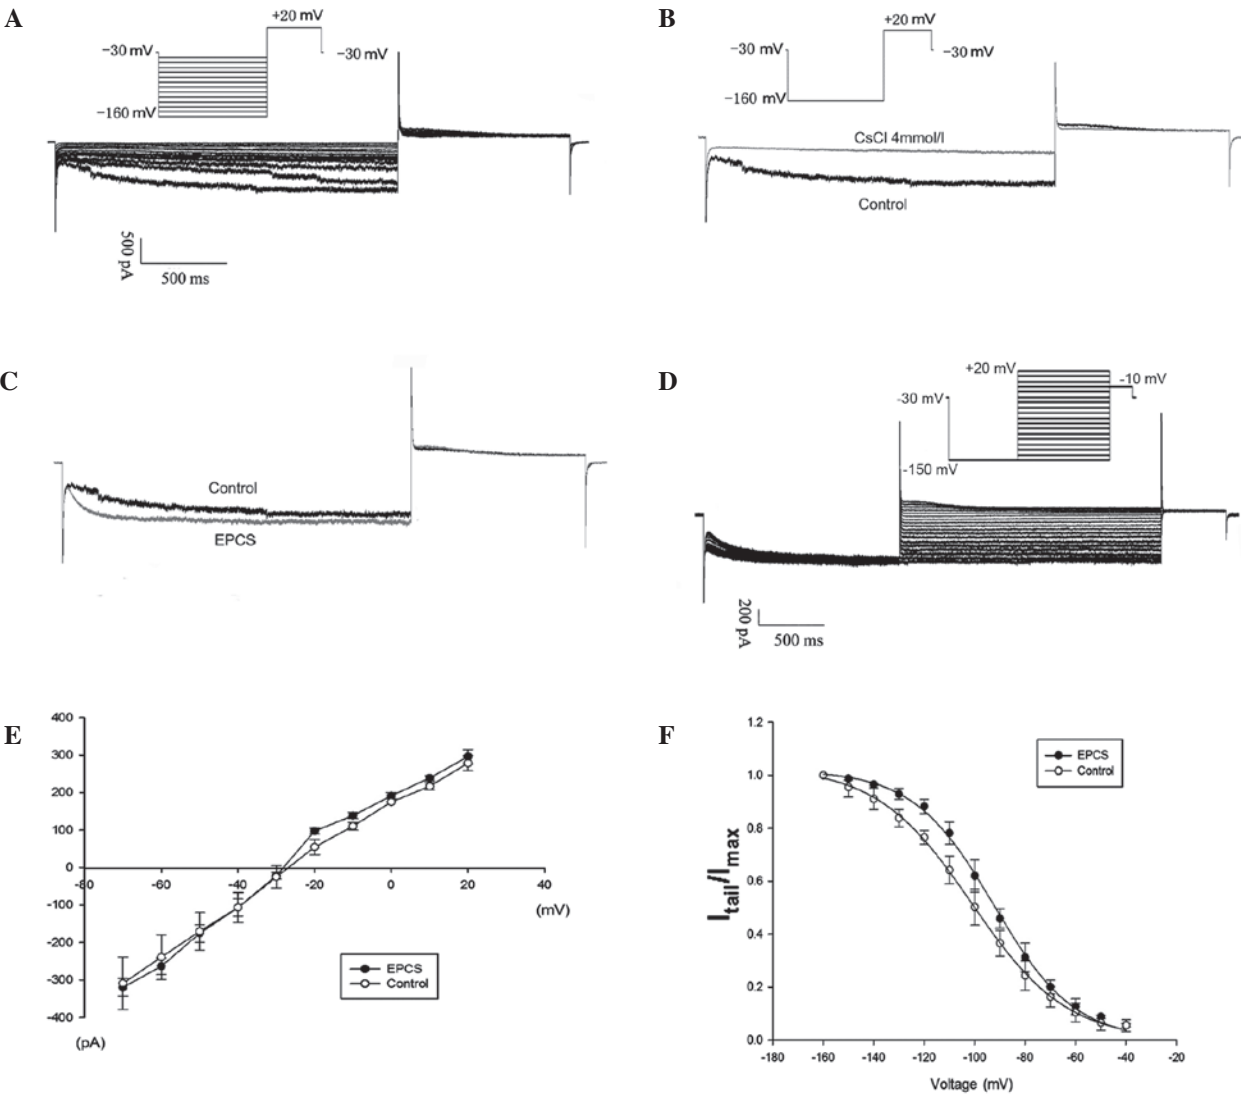 A
+20 mV
−30 mV
−30 mV
−160 mV
500 pA
500 ms
B
+20 mV
−30 mV
−30 mV
−160 mV
CsCl 4mmol/l
Control
C
Control
EPCS
D
+20 mV
-10 mV
-30 mV
-150 mV
200 pA
500 ms
E
400
300
200
100
0
-100
-200
-300
-400
-80 -60 -40 -20 0 20 40
(mV)
(pA)
EPCS
Control
F
1.2
1.0
0.8
0.6
0.4
0.2
0.0
Itail/Imax
-180 -160 -140 -120 -100 -80 -60 -40 -20
Voltage (mV)
EPCS
Control